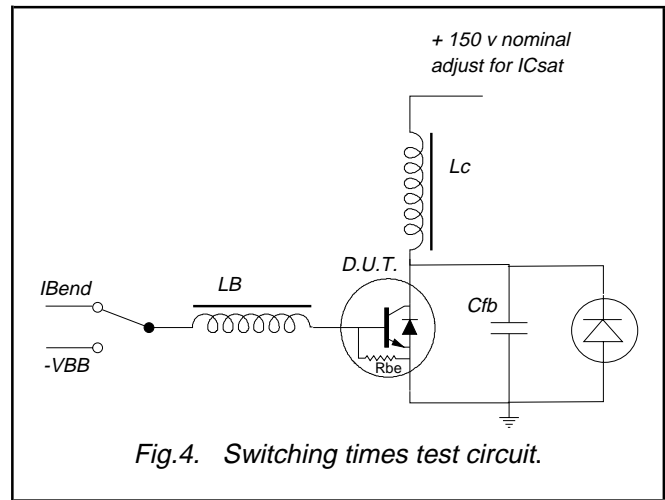 + 150 v nominal
adjust for ICsat
Lc
D.U.T.
LB
IBend
Cfb
-VBB
Rbe
Fig.4. Switching times test circuit.